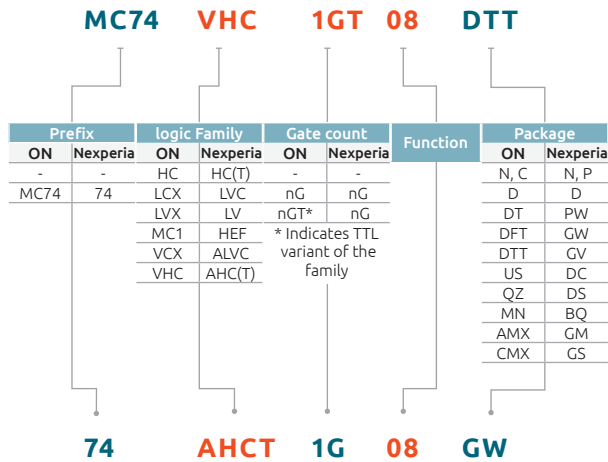 MC74 VHC 1GT 08 DTT
Prefix logic Family Gate count Function Package
ON Nexperia ON Nexperia ON Nexperia ON Nexperia
- - HC HC(T) - - N, C N, P
MC74 74 LCX LVC nG nG D D
LVX LV nGT* nG DT PW
MC1 HEF * Indicates TTL DFT GW
VCX ALVC variant of the DTT GV
VHC AHC(T) family US DC
QZ DS
MN BQ
AMX GM
CMX GS
74 AHCT 1G 08 GW